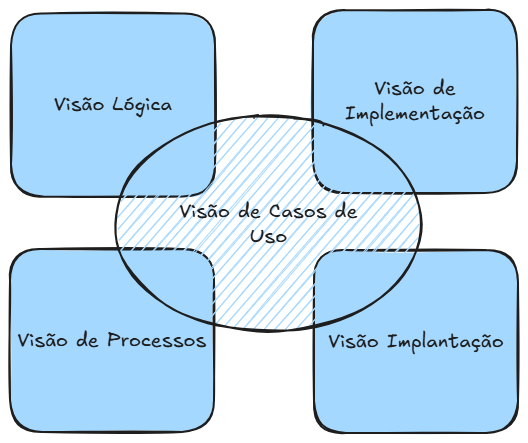 Visão Lógica
Visão de
Implementação
Visão de Casos de
Uso
Visão de Processos
Visão Implantação